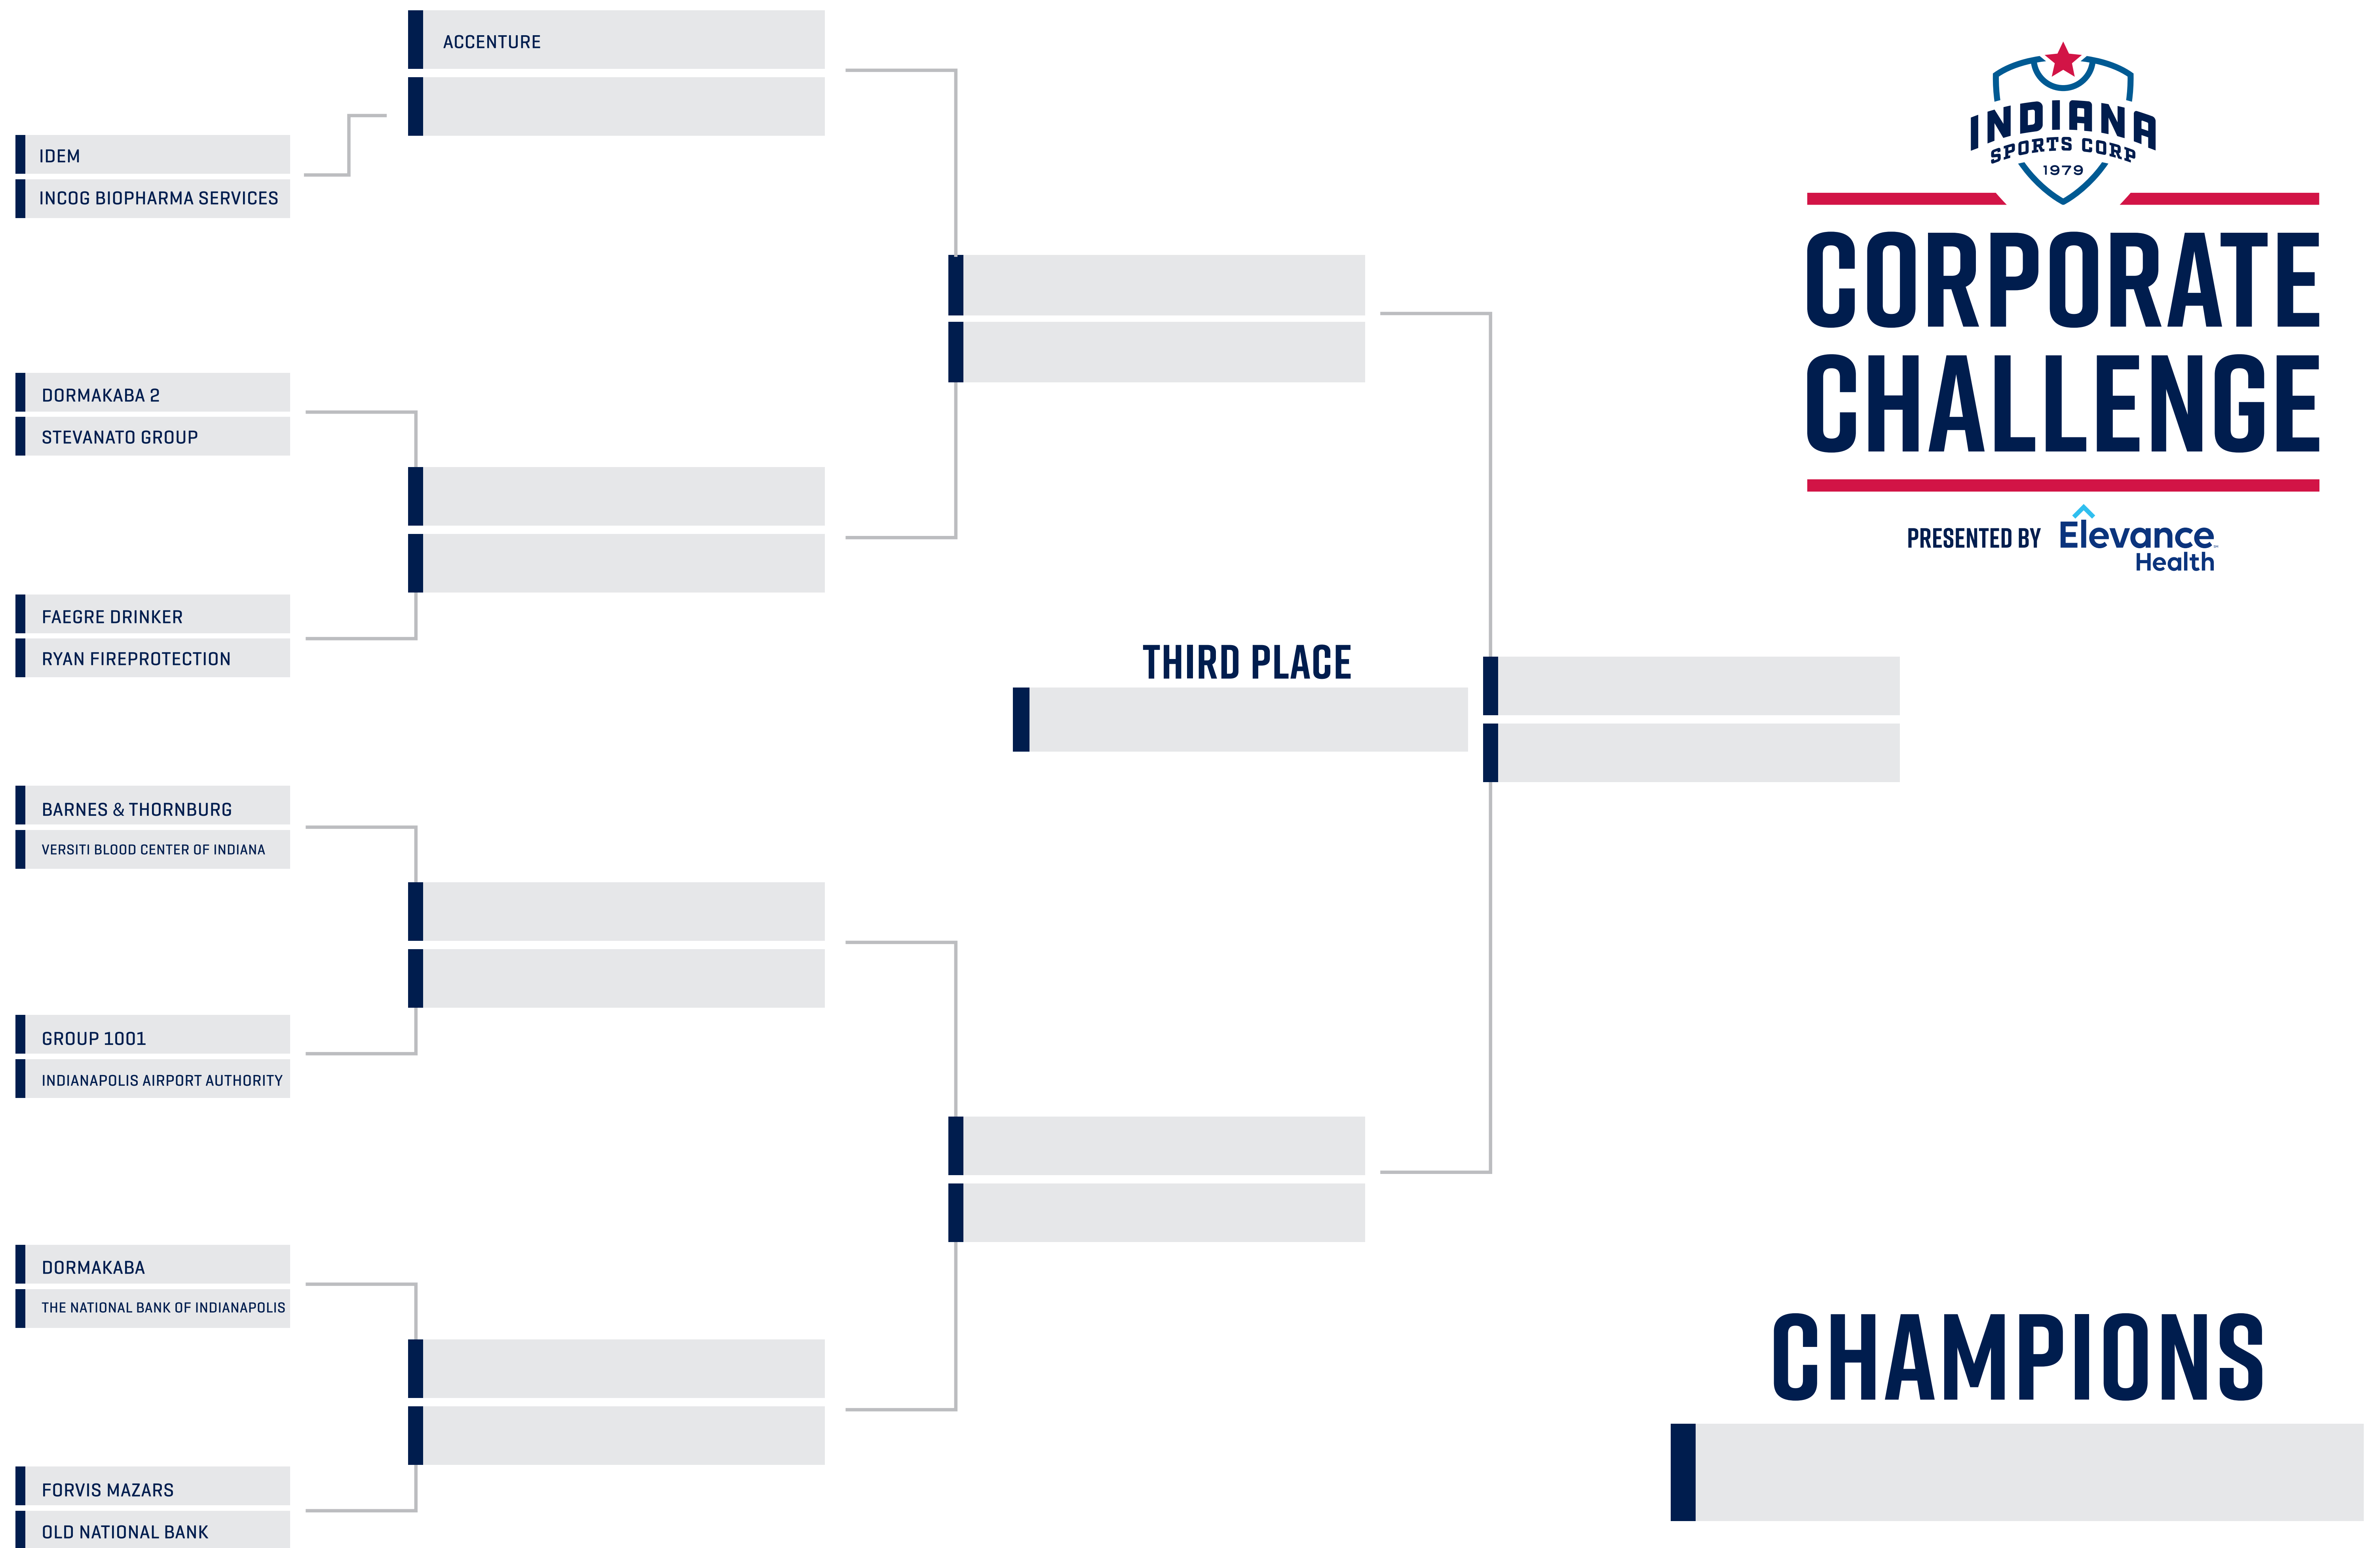 ACCENTURE
IDEM
INCOG BIOPHARMA SERVICES
DORMAKABA 2
STEVANATO GROUP
FAEGRE DRINKER
RYAN FIREPROTECTION
BARNES & THORNBURG
VERSITI BLOOD CENTER OF INDIANA
GROUP 1001
INDIANAPOLIS AIRPORT AUTHORITY
DORMAKABA
THE NATIONAL BANK OF INDIANAPOLIS
FORVIS MAZARS
OLD NATIONAL BANK
THIRD PLACE
INDIANA
SPORTS CORP
1979
CORPORATE
CHALLENGE
PRESENTED BY Elevance
Health
CHAMPIONS